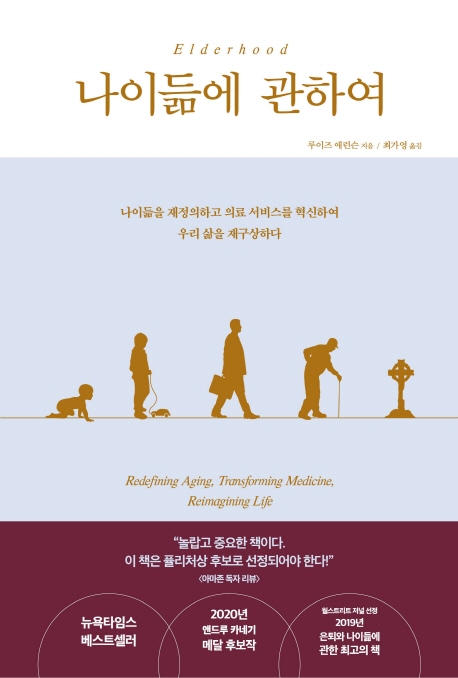 Elderhood
나이듦에 관하여
루이즈 애런슨 지음 / 최가영 옮김
나이듦을 재정의하고 의료 서비스를 혁신하여
우리 삶을 재구상하다
Redefining Aging, Transforming Medicine,
Reimagining Life
“놀랍고 중요한 책이다.
이 책은 퓰리처상 후보로 선정되어야 한다!”
〈아마존 독자 리뷰〉
뉴욕타임스
베스트셀러
2020년
앤드루 카네기
메달 후보작
월스트리트 저널 선정
2019년
은퇴와 나이듦에
관한 최고의 책